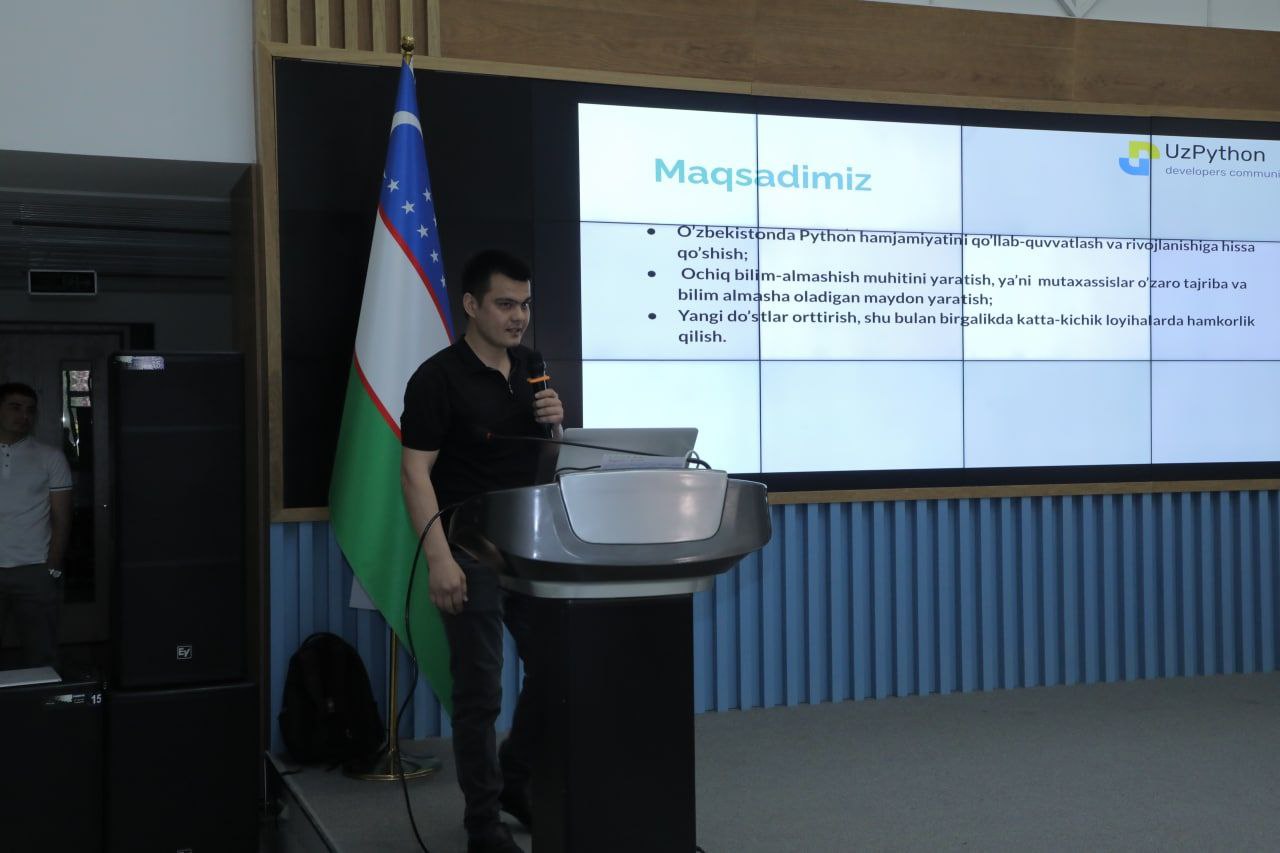 Maqsadimiz
UzPython
developers communi
• O'zbekistonda Python hamjamiyatini qo'llab-quvvatlash va rivojlanishiga hissa
qo'shish;
• Ochiq bilim-almashish muhitini yaratish, ya'ni mutaxassislar o'zaro tajriba va
bilim almasha oladigan maydon yaratish;
• Yangi do'stlar orttirish, shu bulan birgalikda katta-kichik loyihalarda hamkorlik
qilish.
EV
15